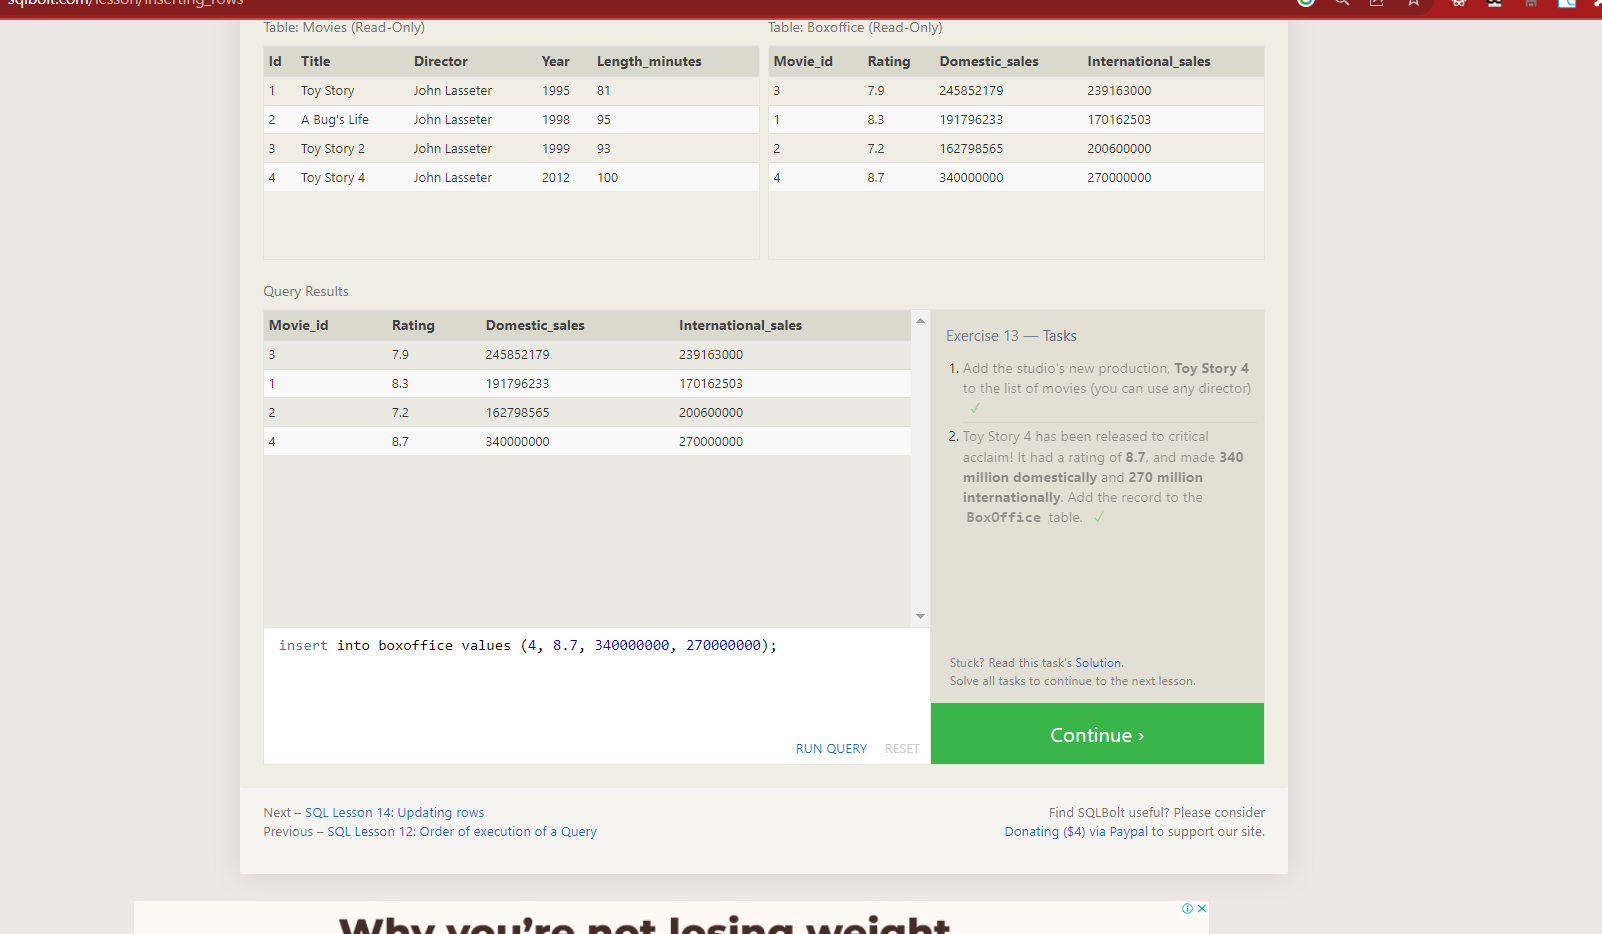 sqlbolt.com/lesson/inserting_rows
Table: Movies (Read-Only)
Id Title Director Year Length_minutes
1 Toy Story John Lasseter 1995 81
2 A Bug's Life John Lasseter 1998 95
3 Toy Story 2 John Lasseter 1999 93
4 Toy Story 4 John Lasseter 2012 100
Table: Boxoffice (Read-Only)
Movie_id Rating Domestic_sales International_sales
3 7.9 245852179 239163000
1 8.3 191796233 170162503
2 7.2 162798565 200600000
4 8.7 340000000 270000000
Query Results
Movie_id Rating Domestic_sales International_sales
3 7.9 245852179 239163000
1 8.3 191796233 170162503
2 7.2 162798565 200600000
4 8.7 340000000 270000000
insert into boxoffice values (4, 8.7, 340000000, 270000000);
RUN QUERY RESET
Exercise 13 — Tasks
1. Add the studio's new production, Toy Story 4
to the list of movies (you can use any director)
✓
2. Toy Story 4 has been released to critical
acclaim! It had a rating of 8.7, and made 340
million domestically and 270 million
internationally. Add the record to the
BoxOffice table. ✓
Stuck? Read this task's Solution.
Solve all tasks to continue to the next lesson.
Continue ›
Next – SQL Lesson 14: Updating rows
Previous – SQL Lesson 12: Order of execution of a Query
Find SQLBolt useful? Please consider
Donating ($4) via Paypal to support our site.
Why you're not losing weight